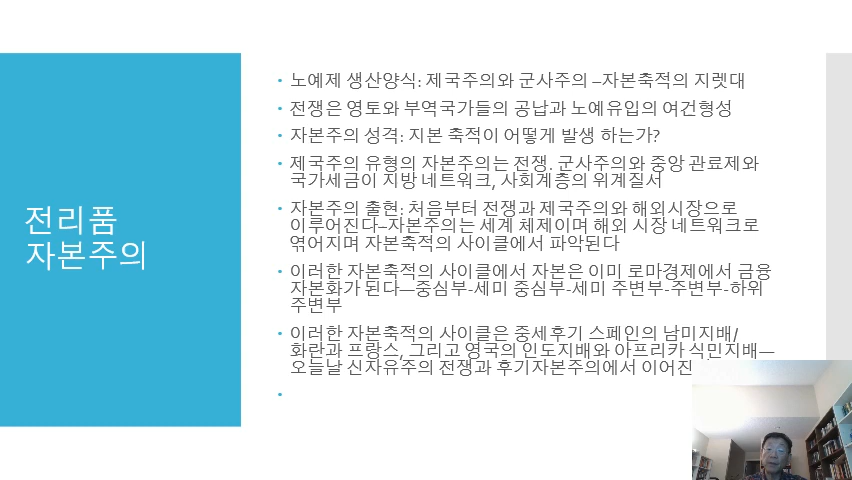 전리품
자본주의
• 노예제 생산양식: 제국주의와 군사주의 –자본축적의 지렛대
• 전쟁은 영토와 부역국가들의 공납과 노예유입의 여건형성
• 자본주의 성격: 지본 축적이 어떻게 발생 하는가?
• 제국주의 유형의 자본주의는 전쟁. 군사주의와 중앙 관료제와
국가세금이 지방 네트워크, 사회계층의 위계질서
• 자본주의 출현: 처음부터 전쟁과 제국주의와 해외시장으로
이루어진다–자본주의는 세계 체제이며 해외 시장 네트워크로
엮어지며 자본축적의 사이클에서 파악된다
• 이러한 자본축적의 사이클에서 자본은 이미 로마경제에서 금융
자본화가 된다—중심부-세미 중심부-세미 주변부-주변부-하위
주변부
• 이러한 자본축적의 사이클은 중세후기 스페인의 남미지배/
화란과 프랑스, 그리고 영국의 인도지배와 아프리카 식민지배—
오늘날 신자유주의 전쟁과 후기자본주의에서 이어진